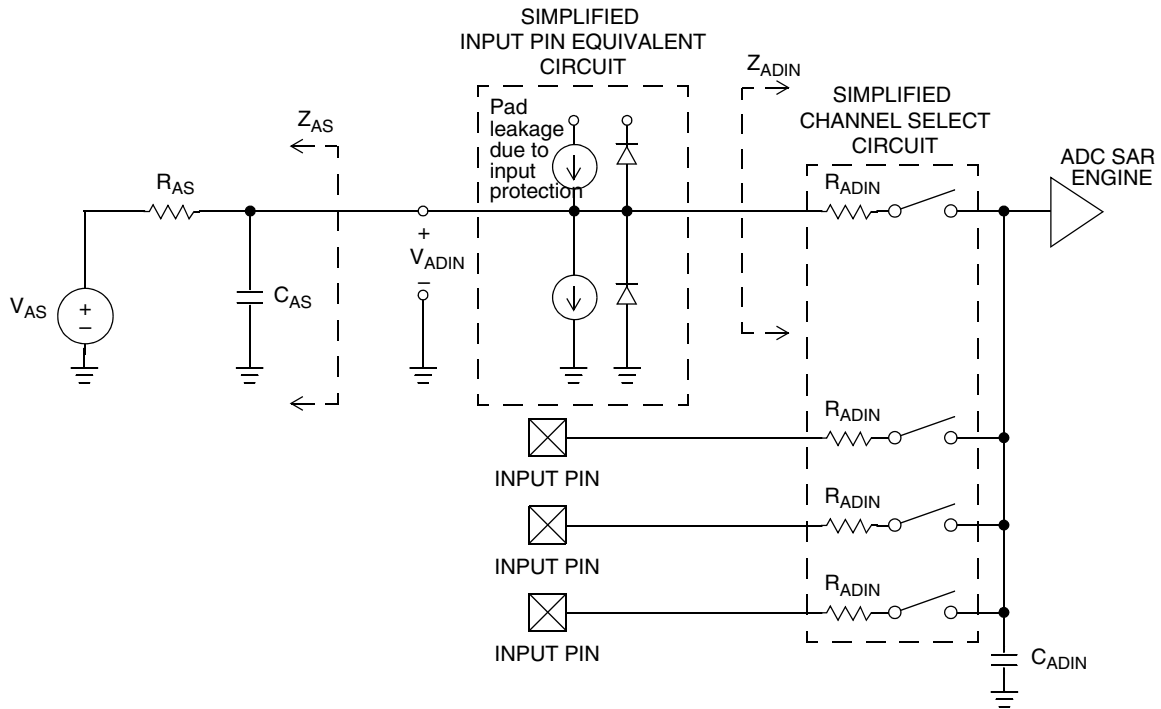 SIMPLIFIED
INPUT PIN EQUIVALENT
CIRCUIT
ZADIN
SIMPLIFIED
CHANNEL SELECT
CIRCUIT
Pad
leakage
due to
input
protection
ZAS
ADC SAR
ENGINE
RAS
RADIN
+
VADIN
–
VAS
+
–
CAS
RADIN
INPUT PIN
RADIN
INPUT PIN
RADIN
INPUT PIN
CADIN